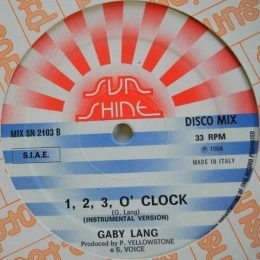 SUN
SHINE
MIX SN 2103 B
DISCO MIX
S.I.A.E.
33 RPM
℗ 1984
MADE IN ITALY
1, 2, 3, O' CLOCK
(G. Lang)
(INSTRUMENTAL VERSION)
GABY LANG
Produced by P. YELLOWSTONE
e S. VOICE